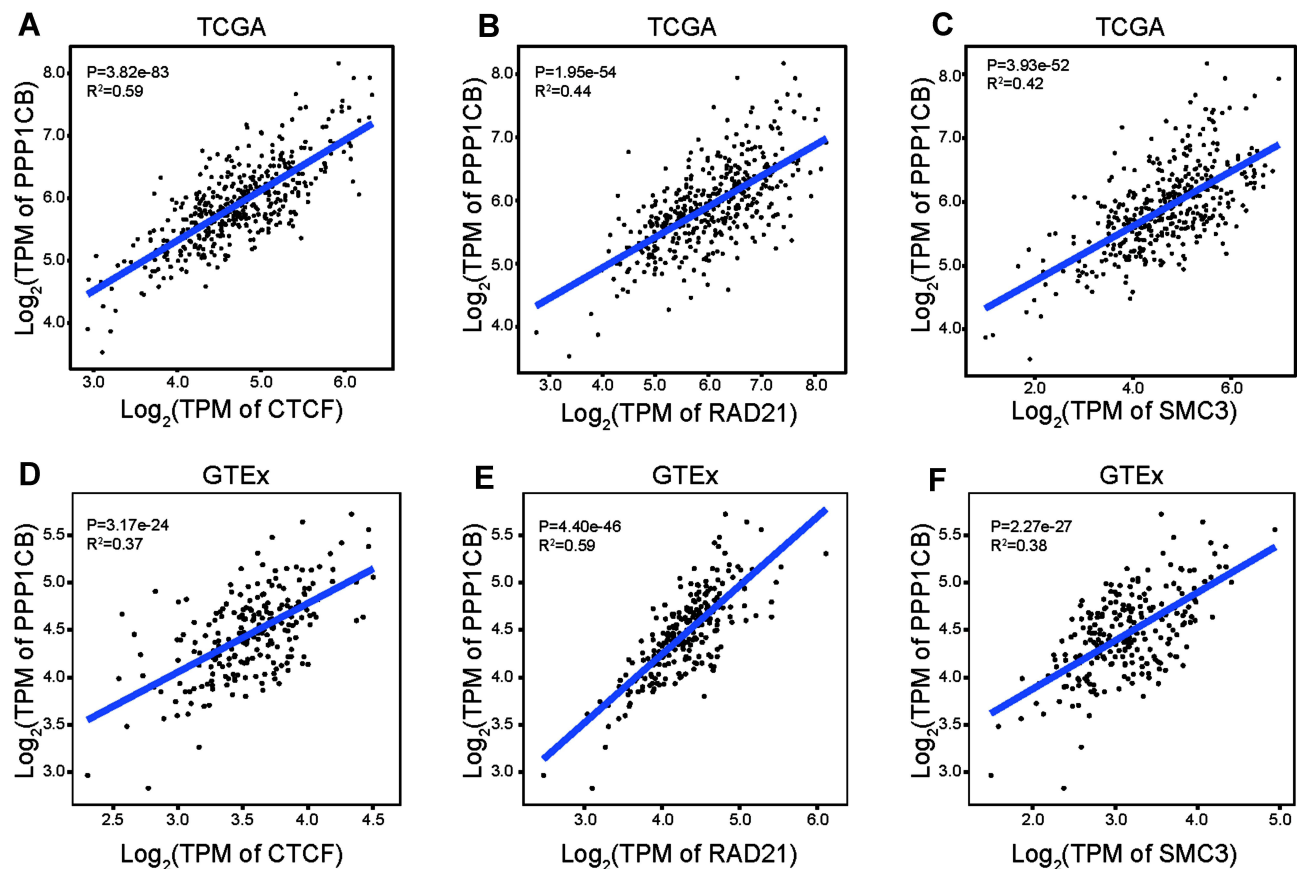 A
TCGA
P=3.82e-83
R²=0.59
8.0
7.0
6.0
5.0
4.0
Log₂(TPM of PPP1CB)
3.0 4.0 5.0 6.0
Log₂(TPM of CTCF)
B
TCGA
P=1.95e-54
R²=0.44
8.0
7.0
6.0
5.0
4.0
Log₂(TPM of PPP1CB)
3.0 4.0 5.0 6.0 7.0 8.0
Log₂(TPM of RAD21)
C
TCGA
P=3.93e-52
R²=0.42
8.0
7.0
6.0
5.0
4.0
Log₂(TPM of PPP1CB)
2.0 4.0 6.0
Log₂(TPM of SMC3)
D
GTEx
P=3.17e-24
R²=0.37
5.5
5.0
4.5
4.0
3.5
3.0
Log₂(TPM of PPP1CB)
2.5 3.0 3.5 4.0 4.5
Log₂(TPM of CTCF)
E
GTEx
P=4.40e-46
R²=0.59
5.5
5.0
4.5
4.0
3.5
3.0
Log₂(TPM of PPP1CB)
3.0 4.0 5.0 6.0
Log₂(TPM of RAD21)
F
GTEx
P=2.27e-27
R²=0.38
5.5
5.0
4.5
4.0
3.5
3.0
Log₂(TPM of PPP1CB)
2.0 3.0 4.0 5.0
Log₂(TPM of SMC3)